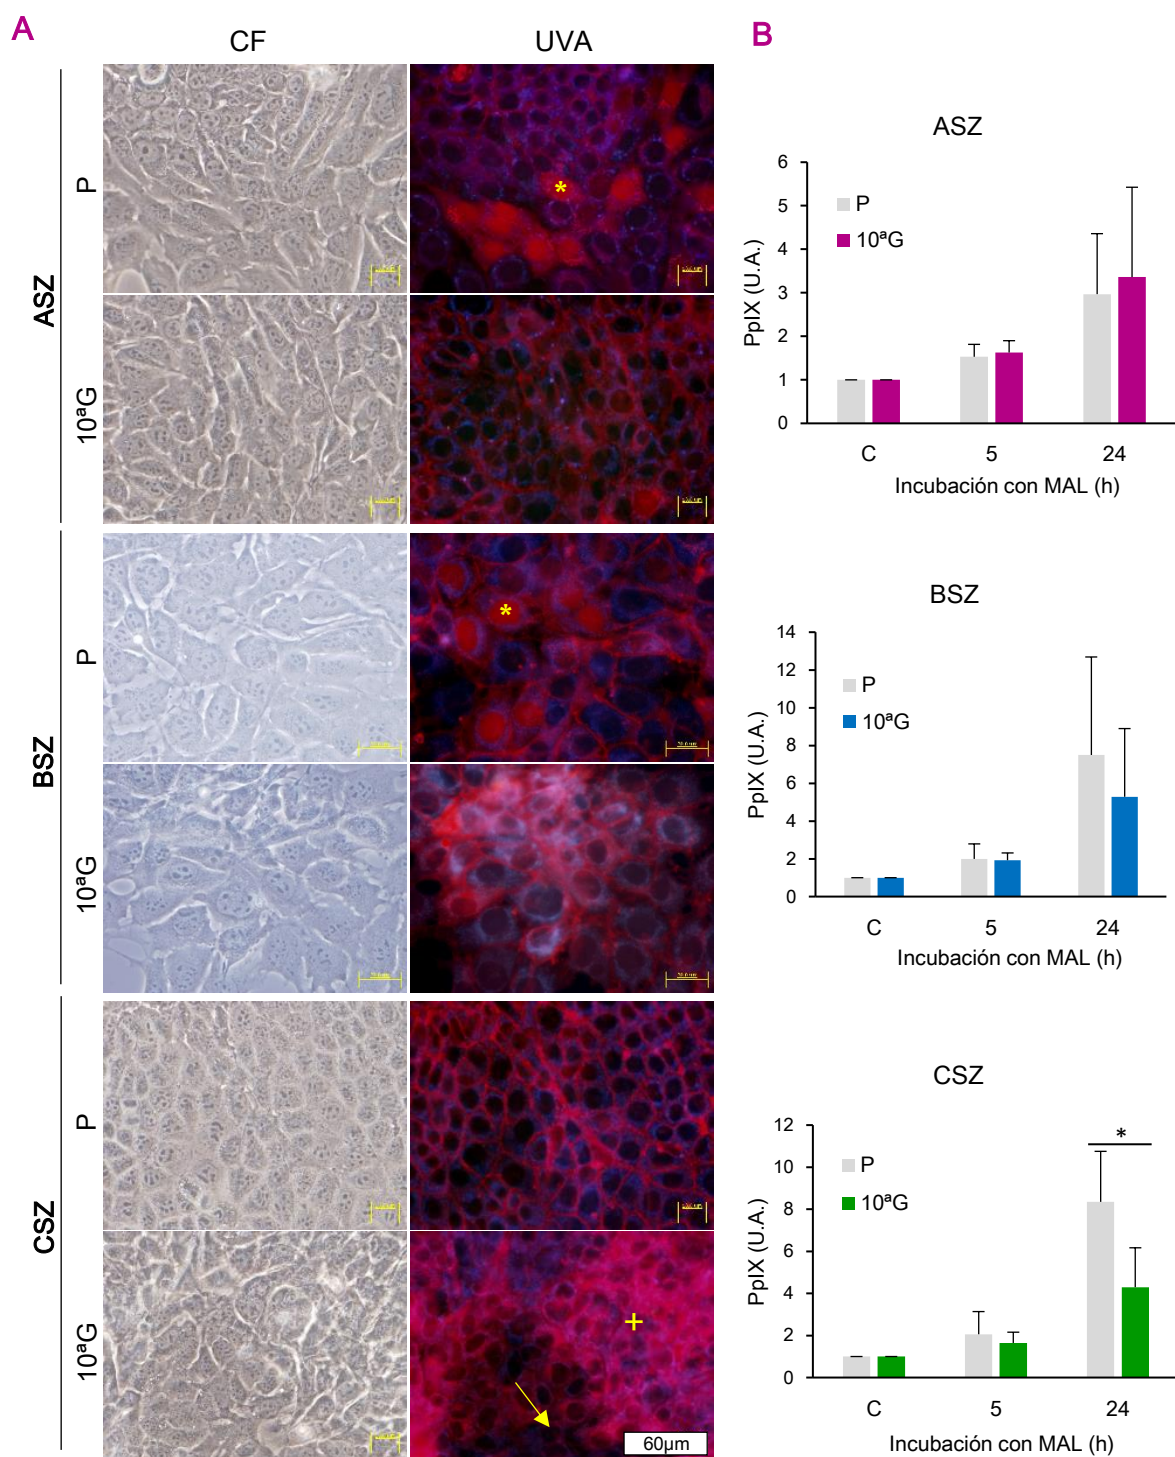 A
CF
UVA
ASZ
P
*
10ªG
BSZ
P
*
10ªG
CSZ
P
10ªG
+
60µm
B
ASZ
PpIX (U.A.)
6
5
4
3
2
1
0
P
10ªG
C
5
24
Incubación con MAL (h)
BSZ
PpIX (U.A.)
14
12
10
8
6
4
2
0
P
10ªG
C
5
24
Incubación con MAL (h)
CSZ
PpIX (U.A.)
12
10
8
6
4
2
0
P
10ªG
*
C
5
24
Incubación con MAL (h)